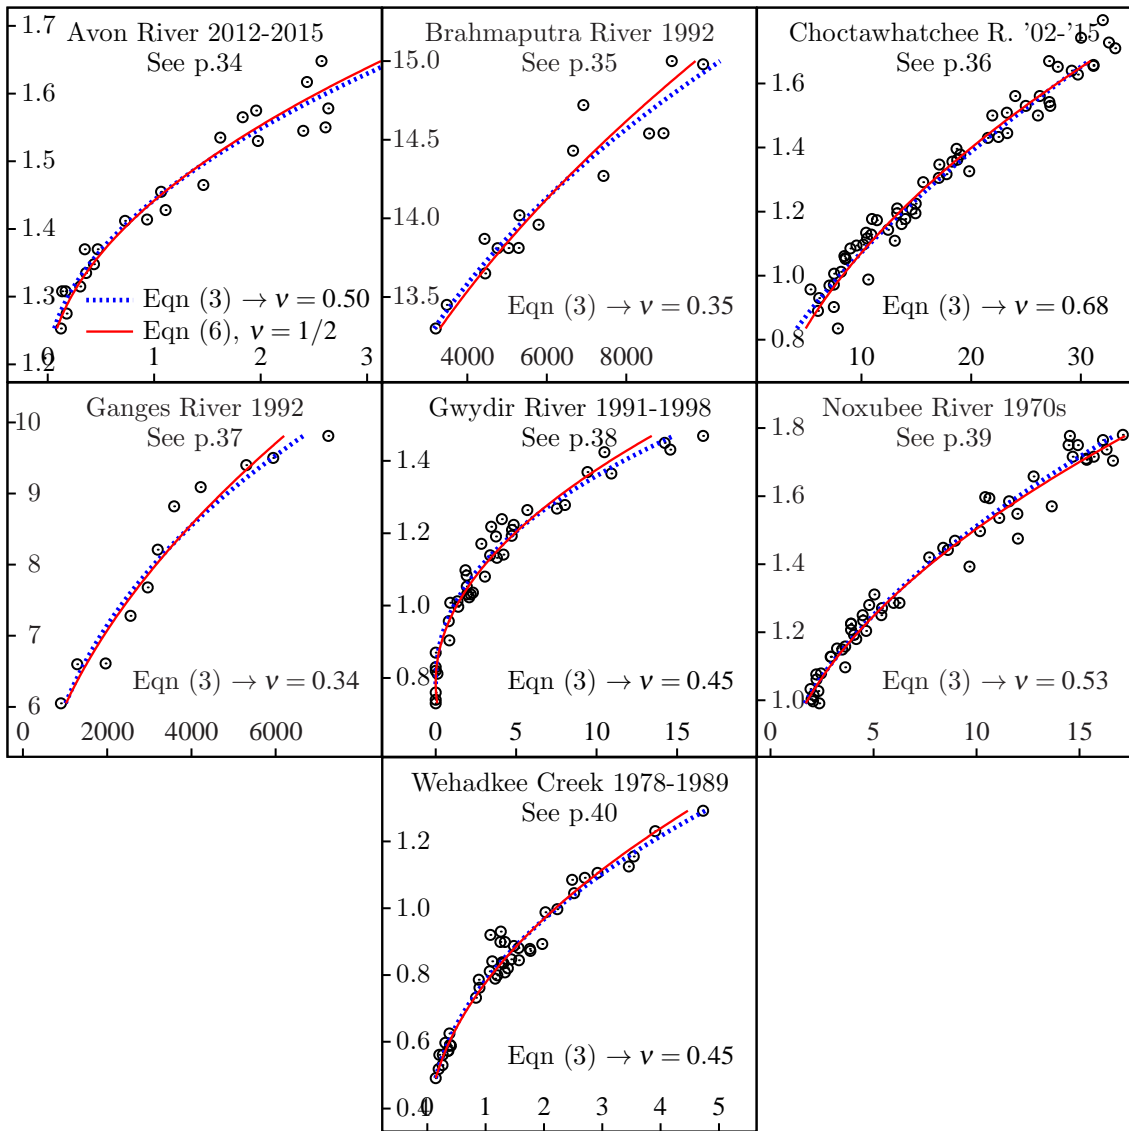 Avon River 2012-2015
See p.34
1.7
1.6
1.5
1.4
1.3
1.2
Eqn (3) → ν = 0.50
Eqn (6), ν = 1/2
0 1 2 3
Brahmaputra River 1992
See p.35
15.0
14.5
14.0
13.5
Eqn (3) → ν = 0.35
4000 6000 8000
Choctawhatchee R. '02-'15
See p.36
1.6
1.4
1.2
1.0
0.8
Eqn (3) → ν = 0.68
10 20 30
Ganges River 1992
See p.37
10
9
8
7
6
Eqn (3) → ν = 0.34
0 2000 4000 6000
Gwydir River 1991-1998
See p.38
1.4
1.2
1.0
0.8
Eqn (3) → ν = 0.45
0 5 10 15
Noxubee River 1970s
See p.39
1.8
1.6
1.4
1.2
1.0
Eqn (3) → ν = 0.53
0 5 10 15
Wehadkee Creek 1978-1989
See p.40
1.2
1.0
0.8
0.6
0.4
Eqn (3) → ν = 0.45
0 1 2 3 4 5